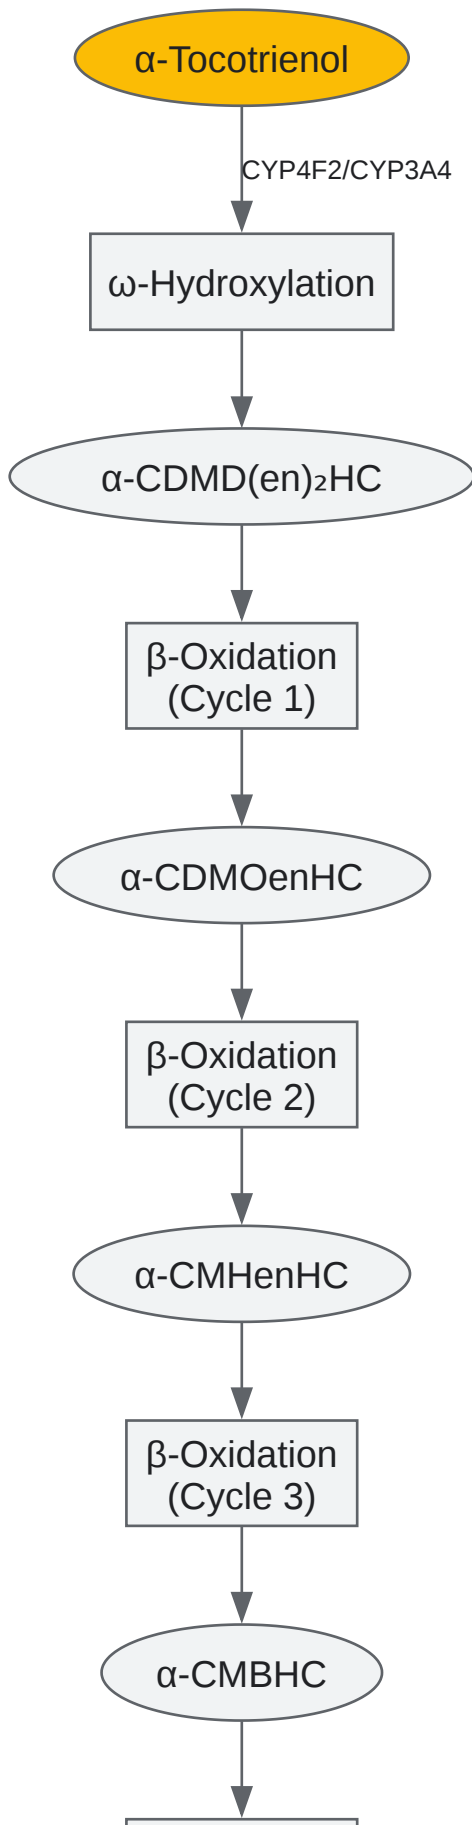 α-Tocotrienol
CYP4F2/CYP3A4
ω-Hydroxylation
α-CDMD(en)₂HC
β-Oxidation
(Cycle 1)
α-CDMOenHC
β-Oxidation
(Cycle 2)
α-CMHenHC
β-Oxidation
(Cycle 3)
α-CMBHC